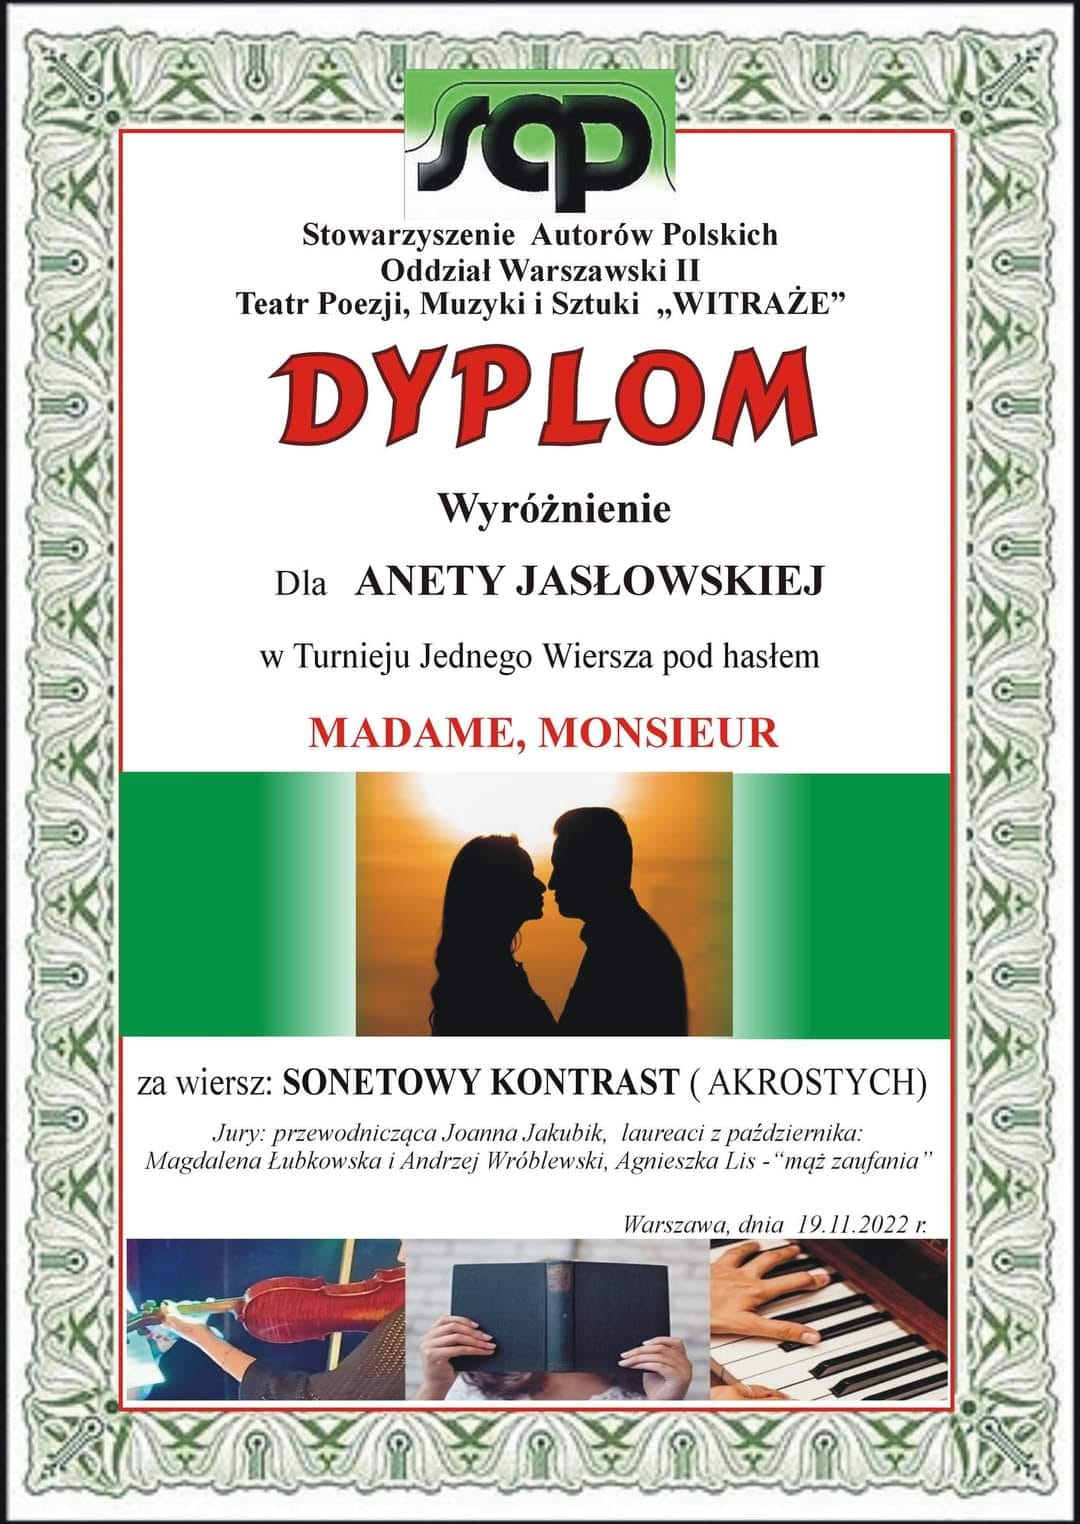 sap
Stowarzyszenie Autorów Polskich
Oddział Warszawski II
Teatr Poezji, Muzyki i Sztuki „WITRAŻE”
DYPLOM
Wyróżnienie
Dla ANETY JASŁOWSKIEJ
w Turnieju Jednego Wiersza pod hasłem
MADAME, MONSIEUR
za wiersz: SONETOWY KONTRAST ( AKROSTYCH)
Jury: przewodnicząca Joanna Jakubik, laureaci z października:
Magdalena Łubkowska i Andrzej Wróblewski, Agnieszka Lis -“mąż zaufania”
Warszawa, dnia 19.11.2022 r.